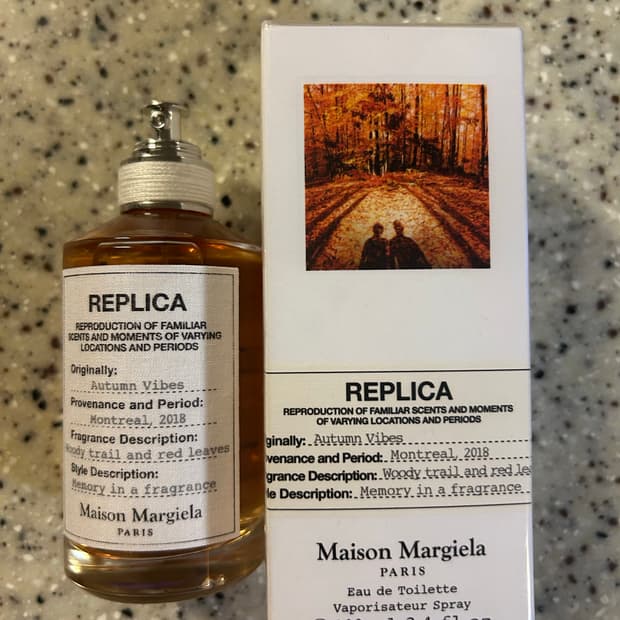 REPLICA
REPRODUCTION OF FAMILIAR
SCENTS AND MOMENTS OF VARYING
LOCATIONS AND PERIODS
Originally:
Autumn Vibes
Provenance and Period:
Montreal, 2018
Fragrance Description:
Woody trail and red leaves
Style Description:
Memory in a fragrance
Maison Margiela
PARIS
REPLICA
REPRODUCTION OF FAMILIAR SCENTS AND MOMENTS
OF VARYING LOCATIONS AND PERIODS
ginally: Autumn Vibes
venance and Period: Montreal, 2018
grance Description: Woody trail and red lea
le Description: Memory in a fragrance
Maison Margiela
PARIS
Eau de Toilette
Vaporisateur Spray